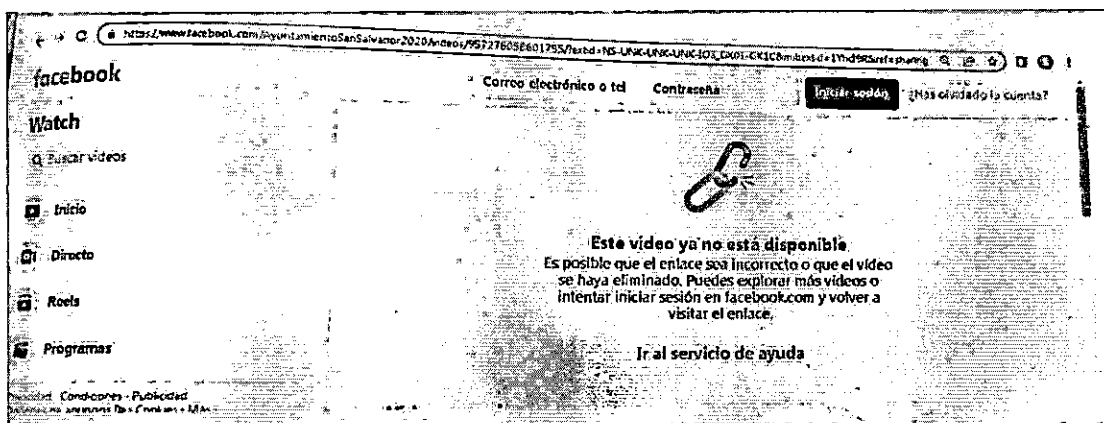 facebook
Correo electrónico o tel Contraseña Iniciar sesión ¿Has olvidado la cuenta?
Watch
Buscar vídeos
Inicio
Directo
Reels
Programas
Condiciones · Publicidad
Este vídeo ya no está disponible
Es posible que el enlace sea incorrecto o que el vídeo
se haya eliminado. Puedes explorar más vídeos o
intentar iniciar sesión en facebook.com y volver a
visitar el enlace.
Ir al servicio de ayuda